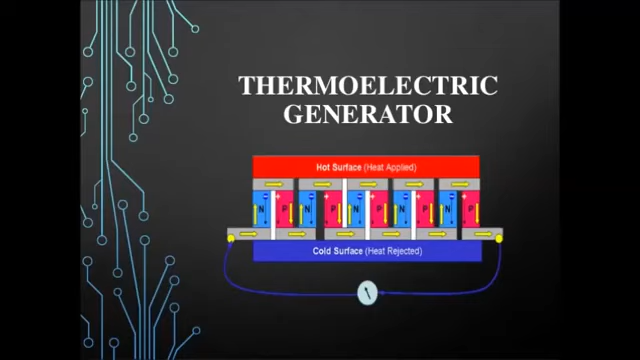 THERMOELECTRIC
GENERATOR
Hot Surface (Heat Applied)
N P N P N P N P N P
Cold Surface (Heat Rejected)